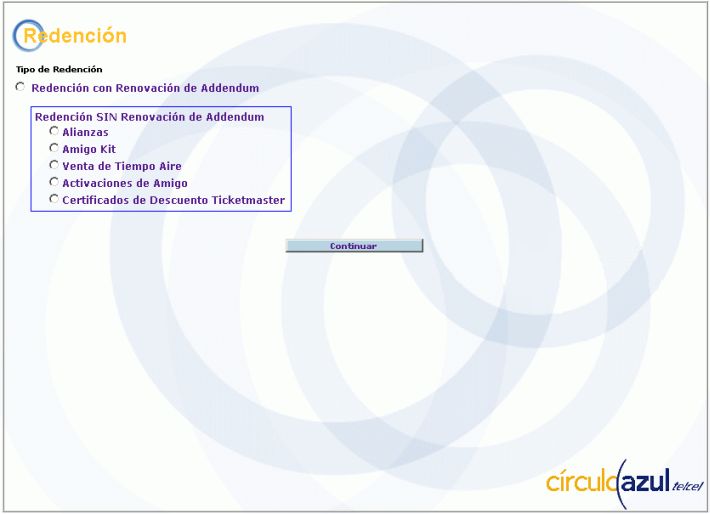 Redención
Tipo de Redención
Redención con Renovación de Addendum
Redención SIN Renovación de Addendum
Alianzas
Amigo Kit
Venta de Tiempo Aire
Activaciones de Amigo
Certificados de Descuento Ticketmaster
Continuar
círculoazul telcel